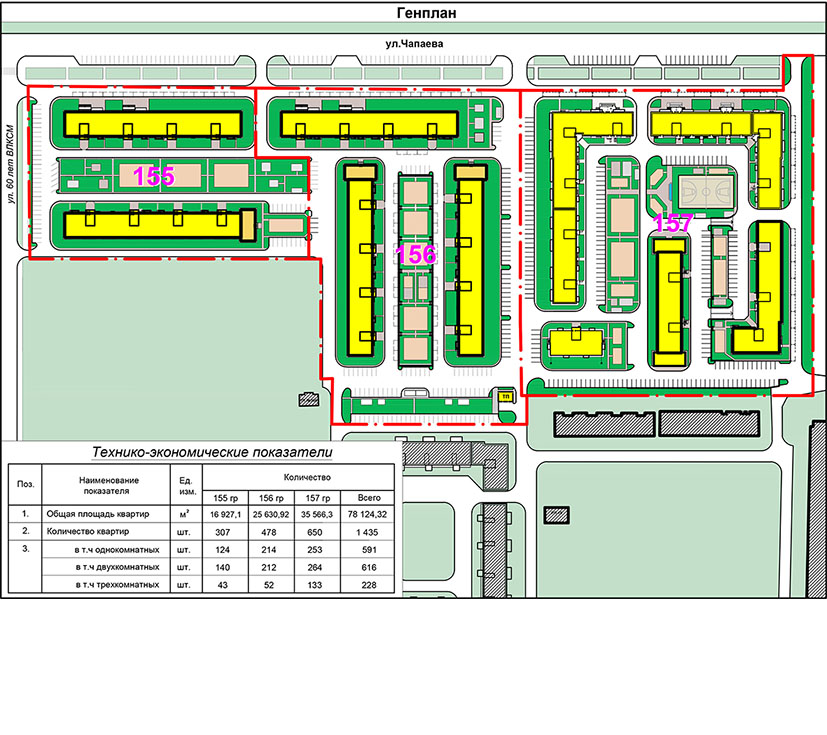 Генплан
ул.Чапаева
ул. 60 лет ВЛКСМ
155
156
157
ТП
Технико-экономические показатели
Поз. Наименование показателя Ед. изм. Количество
155 гр 156 гр 157 гр Всего
1. Общая площадь квартир м² 16 927,1 25 630,92 35 566,3 78 124,32
2. Количество квартир шт. 307 478 650 1 435
3. в т.ч однокомнатных шт. 124 214 253 591
в т.ч двухкомнатных шт. 140 212 264 616
в т.ч трехкомнатных шт. 43 52 133 228